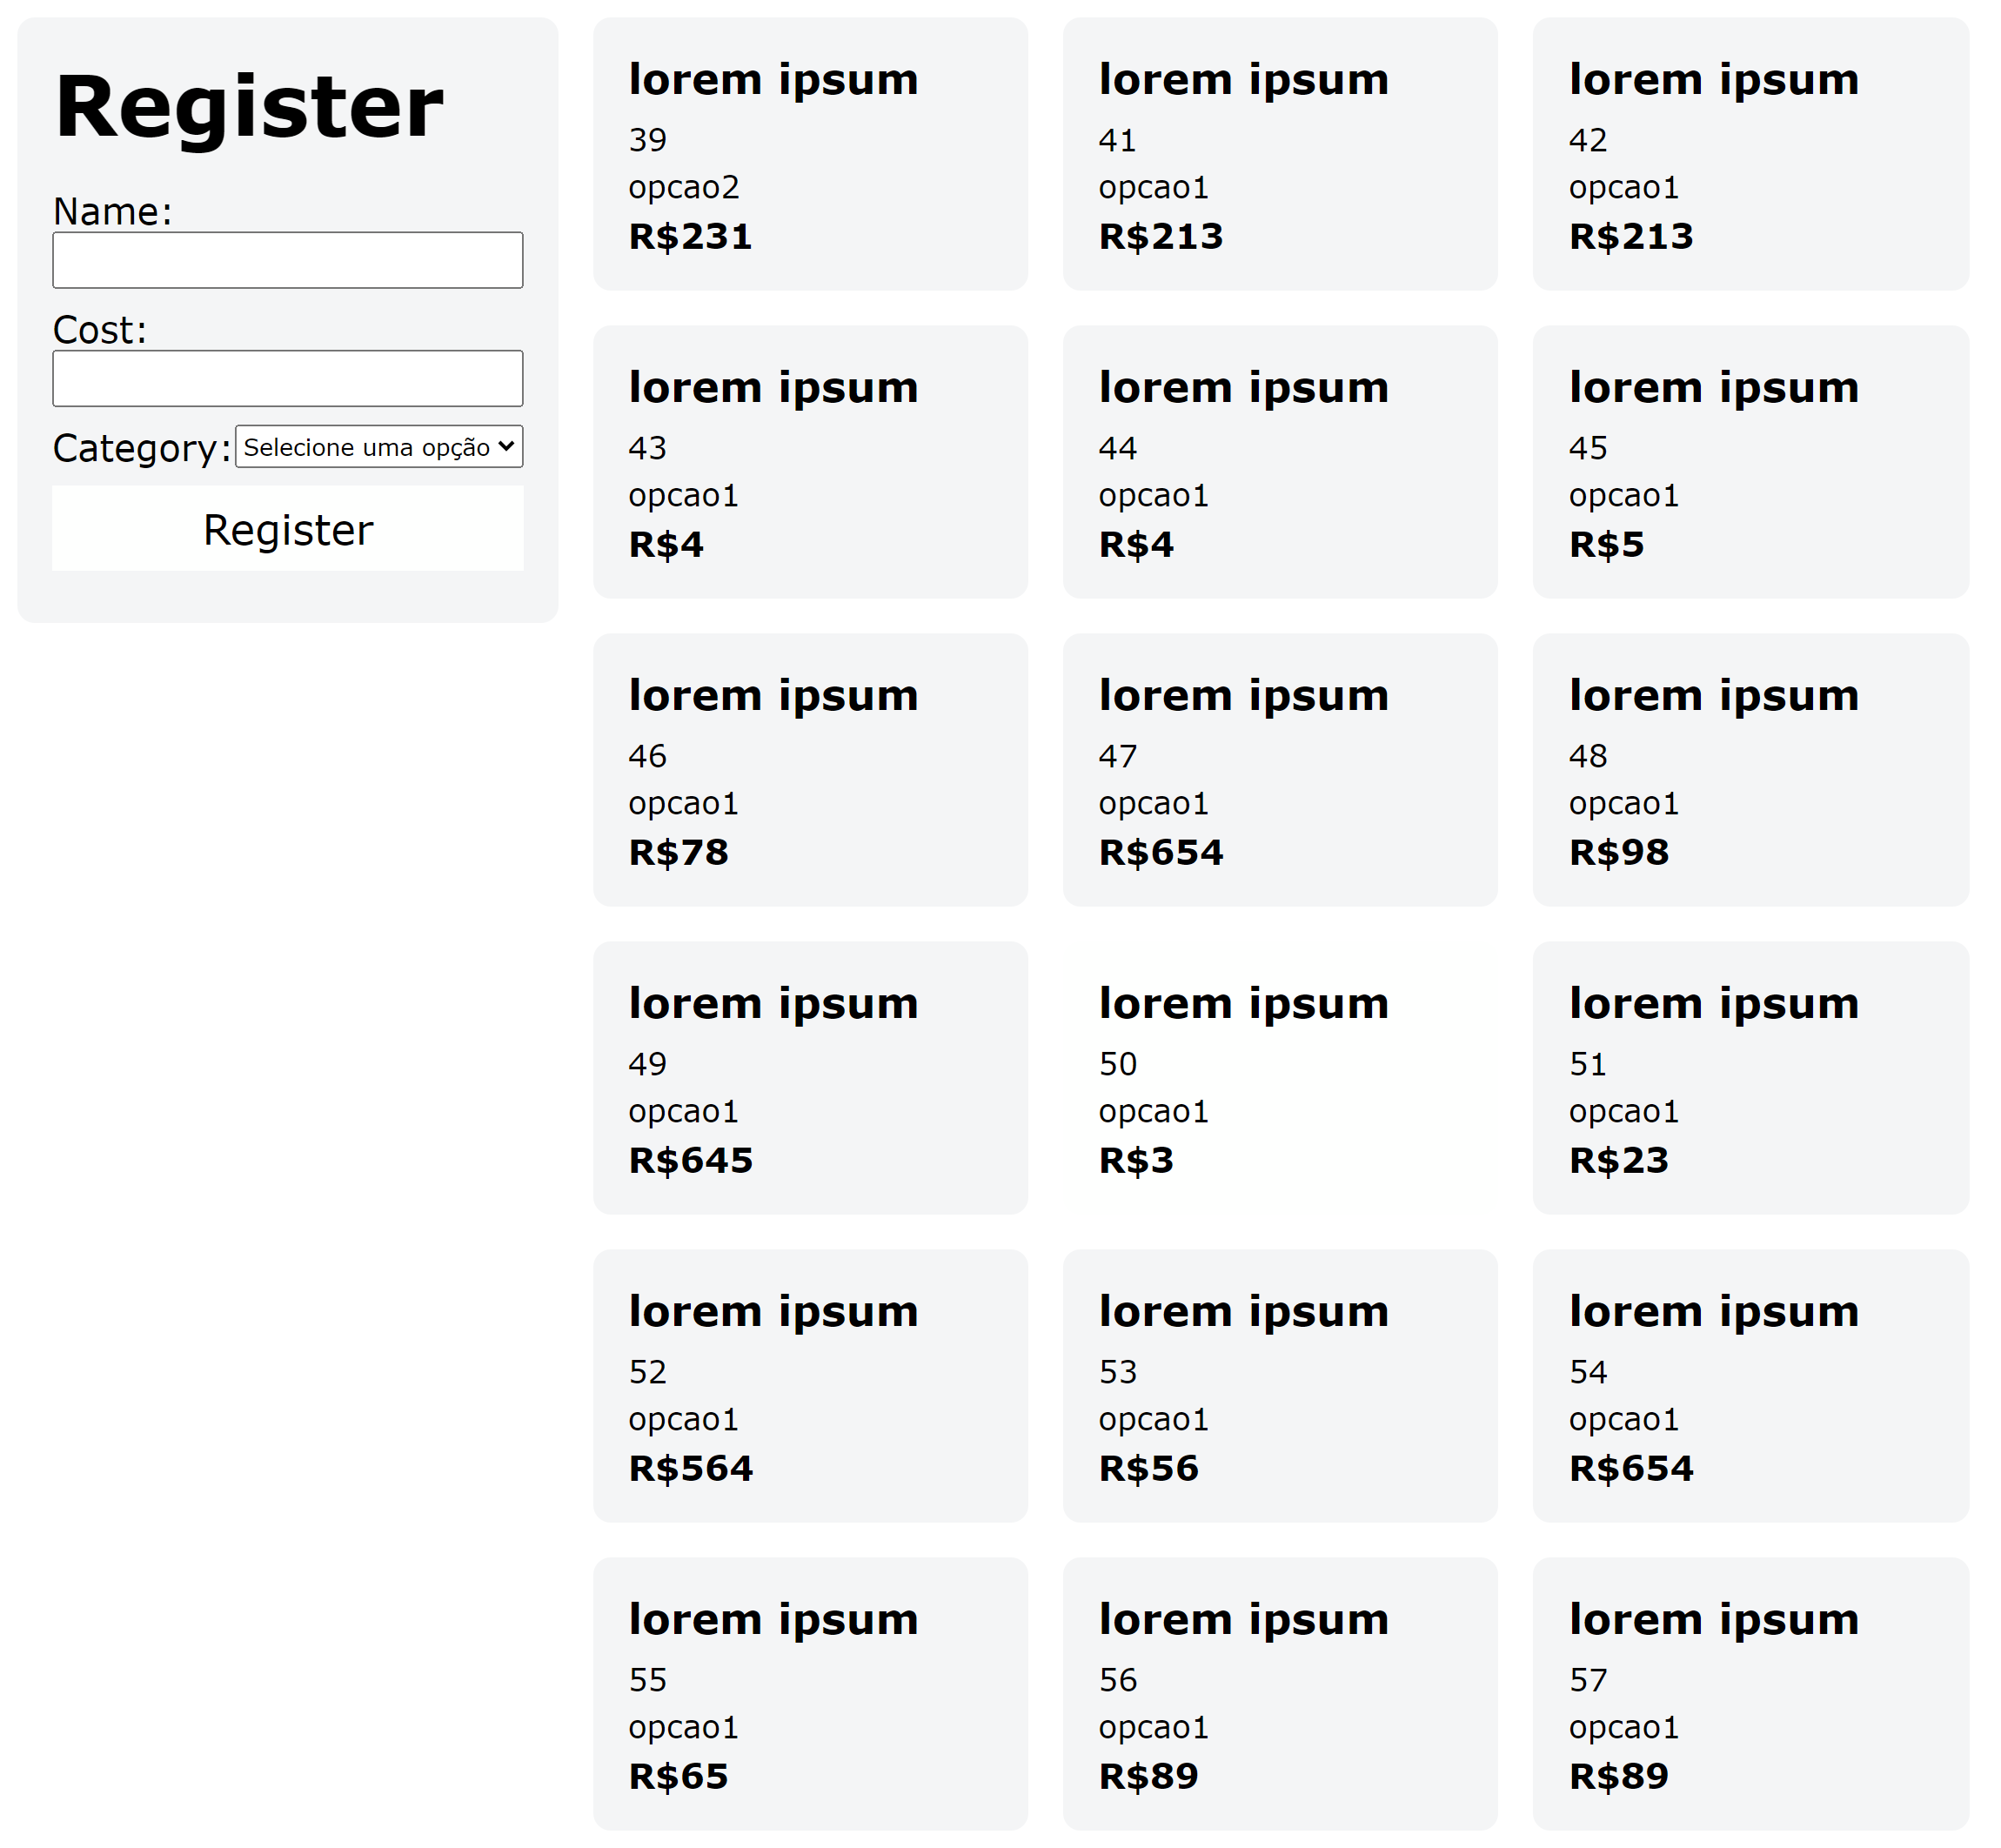 Register
Name:
Cost:
Category: Selecione uma opção
Register
lorem ipsum
39
opcao2
R$231
lorem ipsum
41
opcao1
R$213
lorem ipsum
42
opcao1
R$213
lorem ipsum
43
opcao1
R$4
lorem ipsum
44
opcao1
R$4
lorem ipsum
45
opcao1
R$5
lorem ipsum
46
opcao1
R$78
lorem ipsum
47
opcao1
R$654
lorem ipsum
48
opcao1
R$98
lorem ipsum
49
opcao1
R$645
lorem ipsum
50
opcao1
R$3
lorem ipsum
51
opcao1
R$23
lorem ipsum
52
opcao1
R$564
lorem ipsum
53
opcao1
R$56
lorem ipsum
54
opcao1
R$654
lorem ipsum
55
opcao1
R$65
lorem ipsum
56
opcao1
R$89
lorem ipsum
57
opcao1
R$89